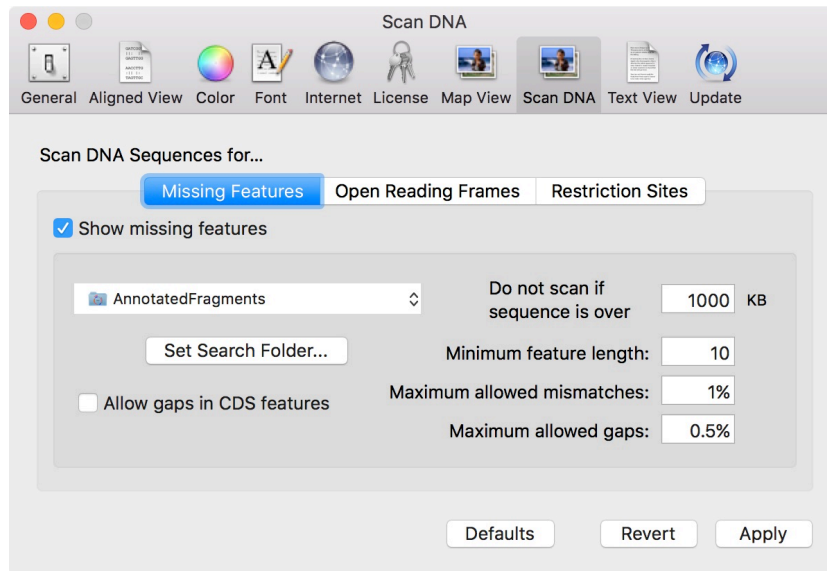 Scan DNA
General Aligned View Color Font Internet License Map View Scan DNA Text View Update
Scan DNA Sequences for...
Missing Features Open Reading Frames Restriction Sites
Show missing features
AnnotatedFragments
Do not scan if
sequence is over 1000 KB
Set Search Folder...
Minimum feature length: 10
Allow gaps in CDS features
Maximum allowed mismatches: 1%
Maximum allowed gaps: 0.5%
Defaults Revert Apply